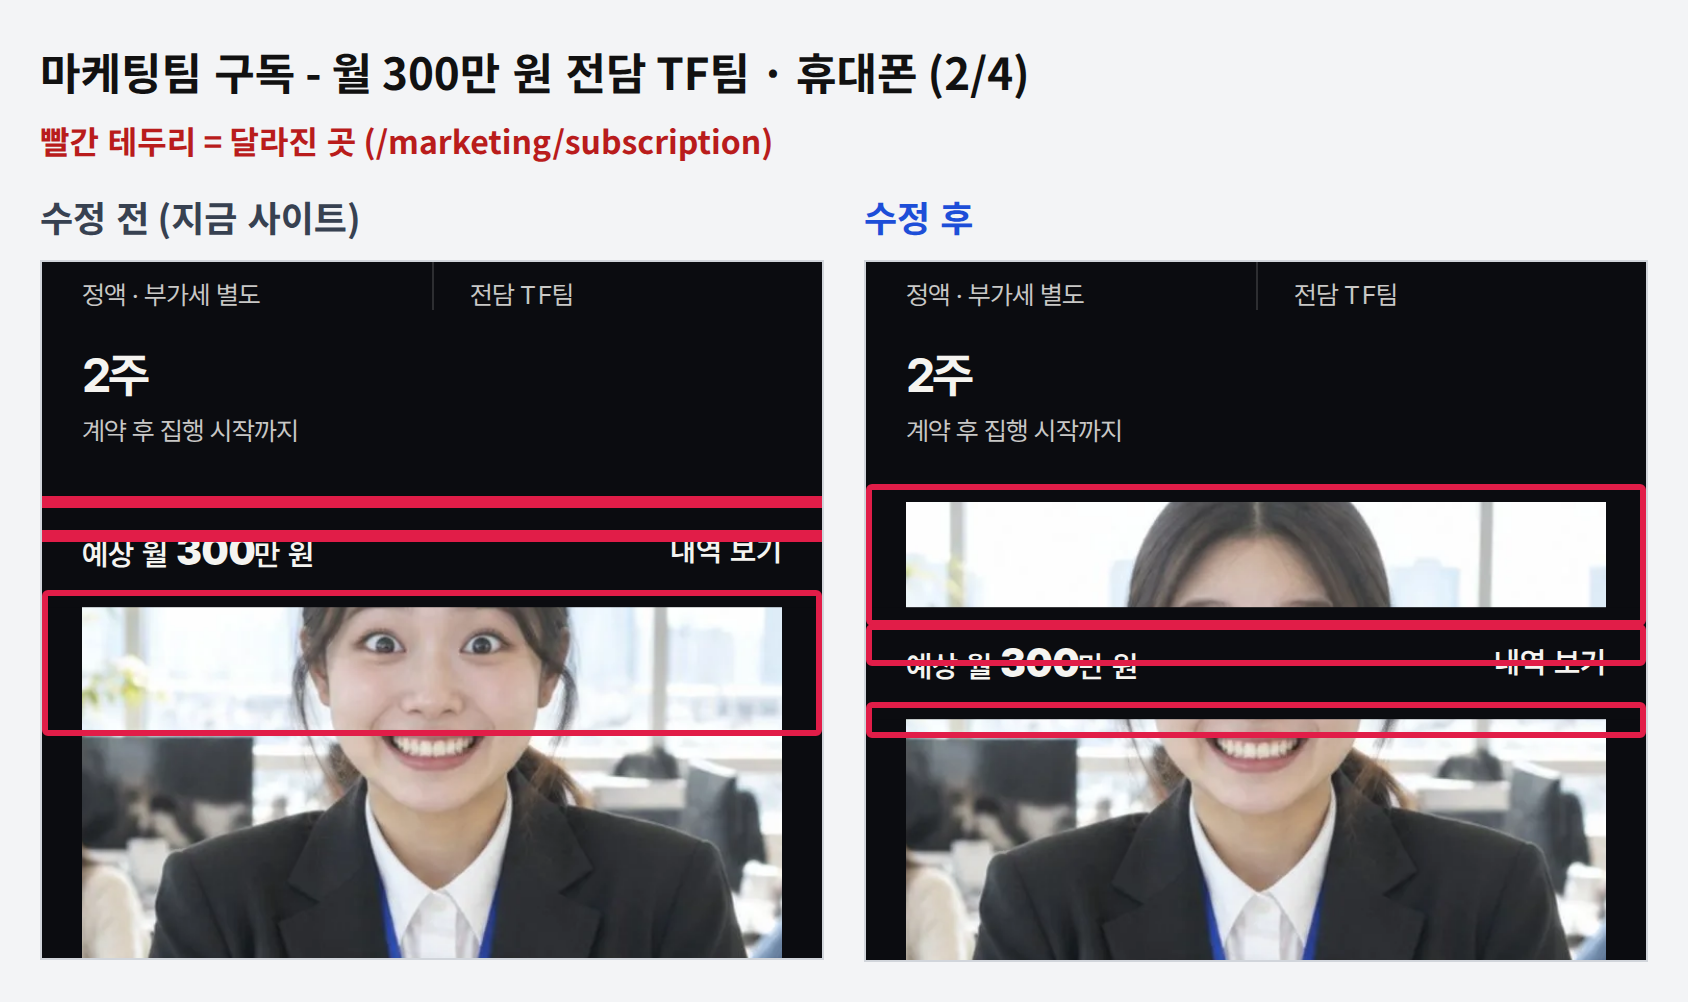 마케팅팀 구독 - 월 300만 원 전담 TF팀 · 휴대폰 (2/4)
빨간 테두리 = 달라진 곳 (/marketing/subscription)
수정 전 (지금 사이트)
정액 · 부가세 별도
전담 TF팀
2주
계약 후 집행 시작까지
예상 월 300만 원
내역 보기
수정 후
정액 · 부가세 별도
전담 TF팀
2주
계약 후 집행 시작까지
예상 월 300만 원
내역 보기